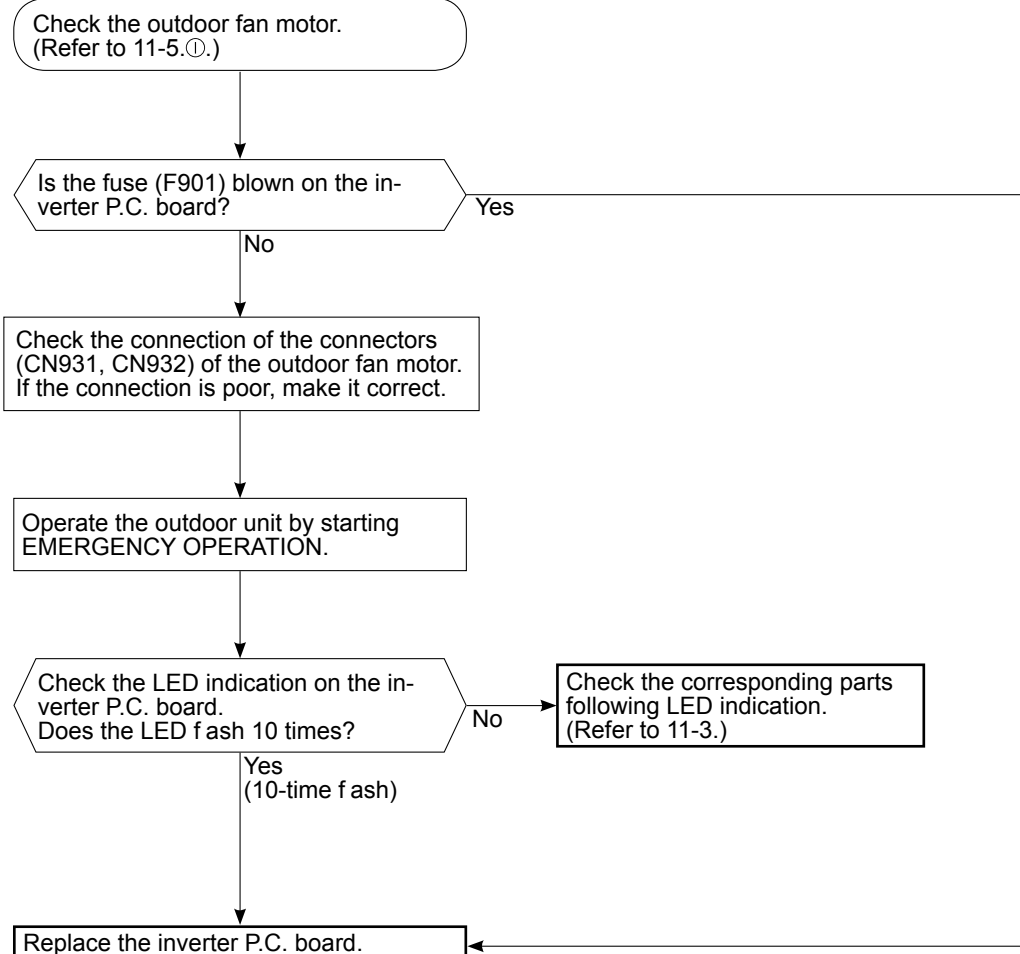 Check the outdoor fan motor.
(Refer to 11-5.Ⓘ.)
Is the fuse (F901) blown on the in-
verter P.C. board?
Yes
No
Check the connection of the connectors
(CN931, CN932) of the outdoor fan motor.
If the connection is poor, make it correct.
Operate the outdoor unit by starting
EMERGENCY OPERATION.
Check the LED indication on the in-
verter P.C. board.
Does the LED f ash 10 times?
No
Check the corresponding parts
following LED indication.
(Refer to 11-3.)
Yes
(10-time f ash)
Replace the inverter P.C. board.